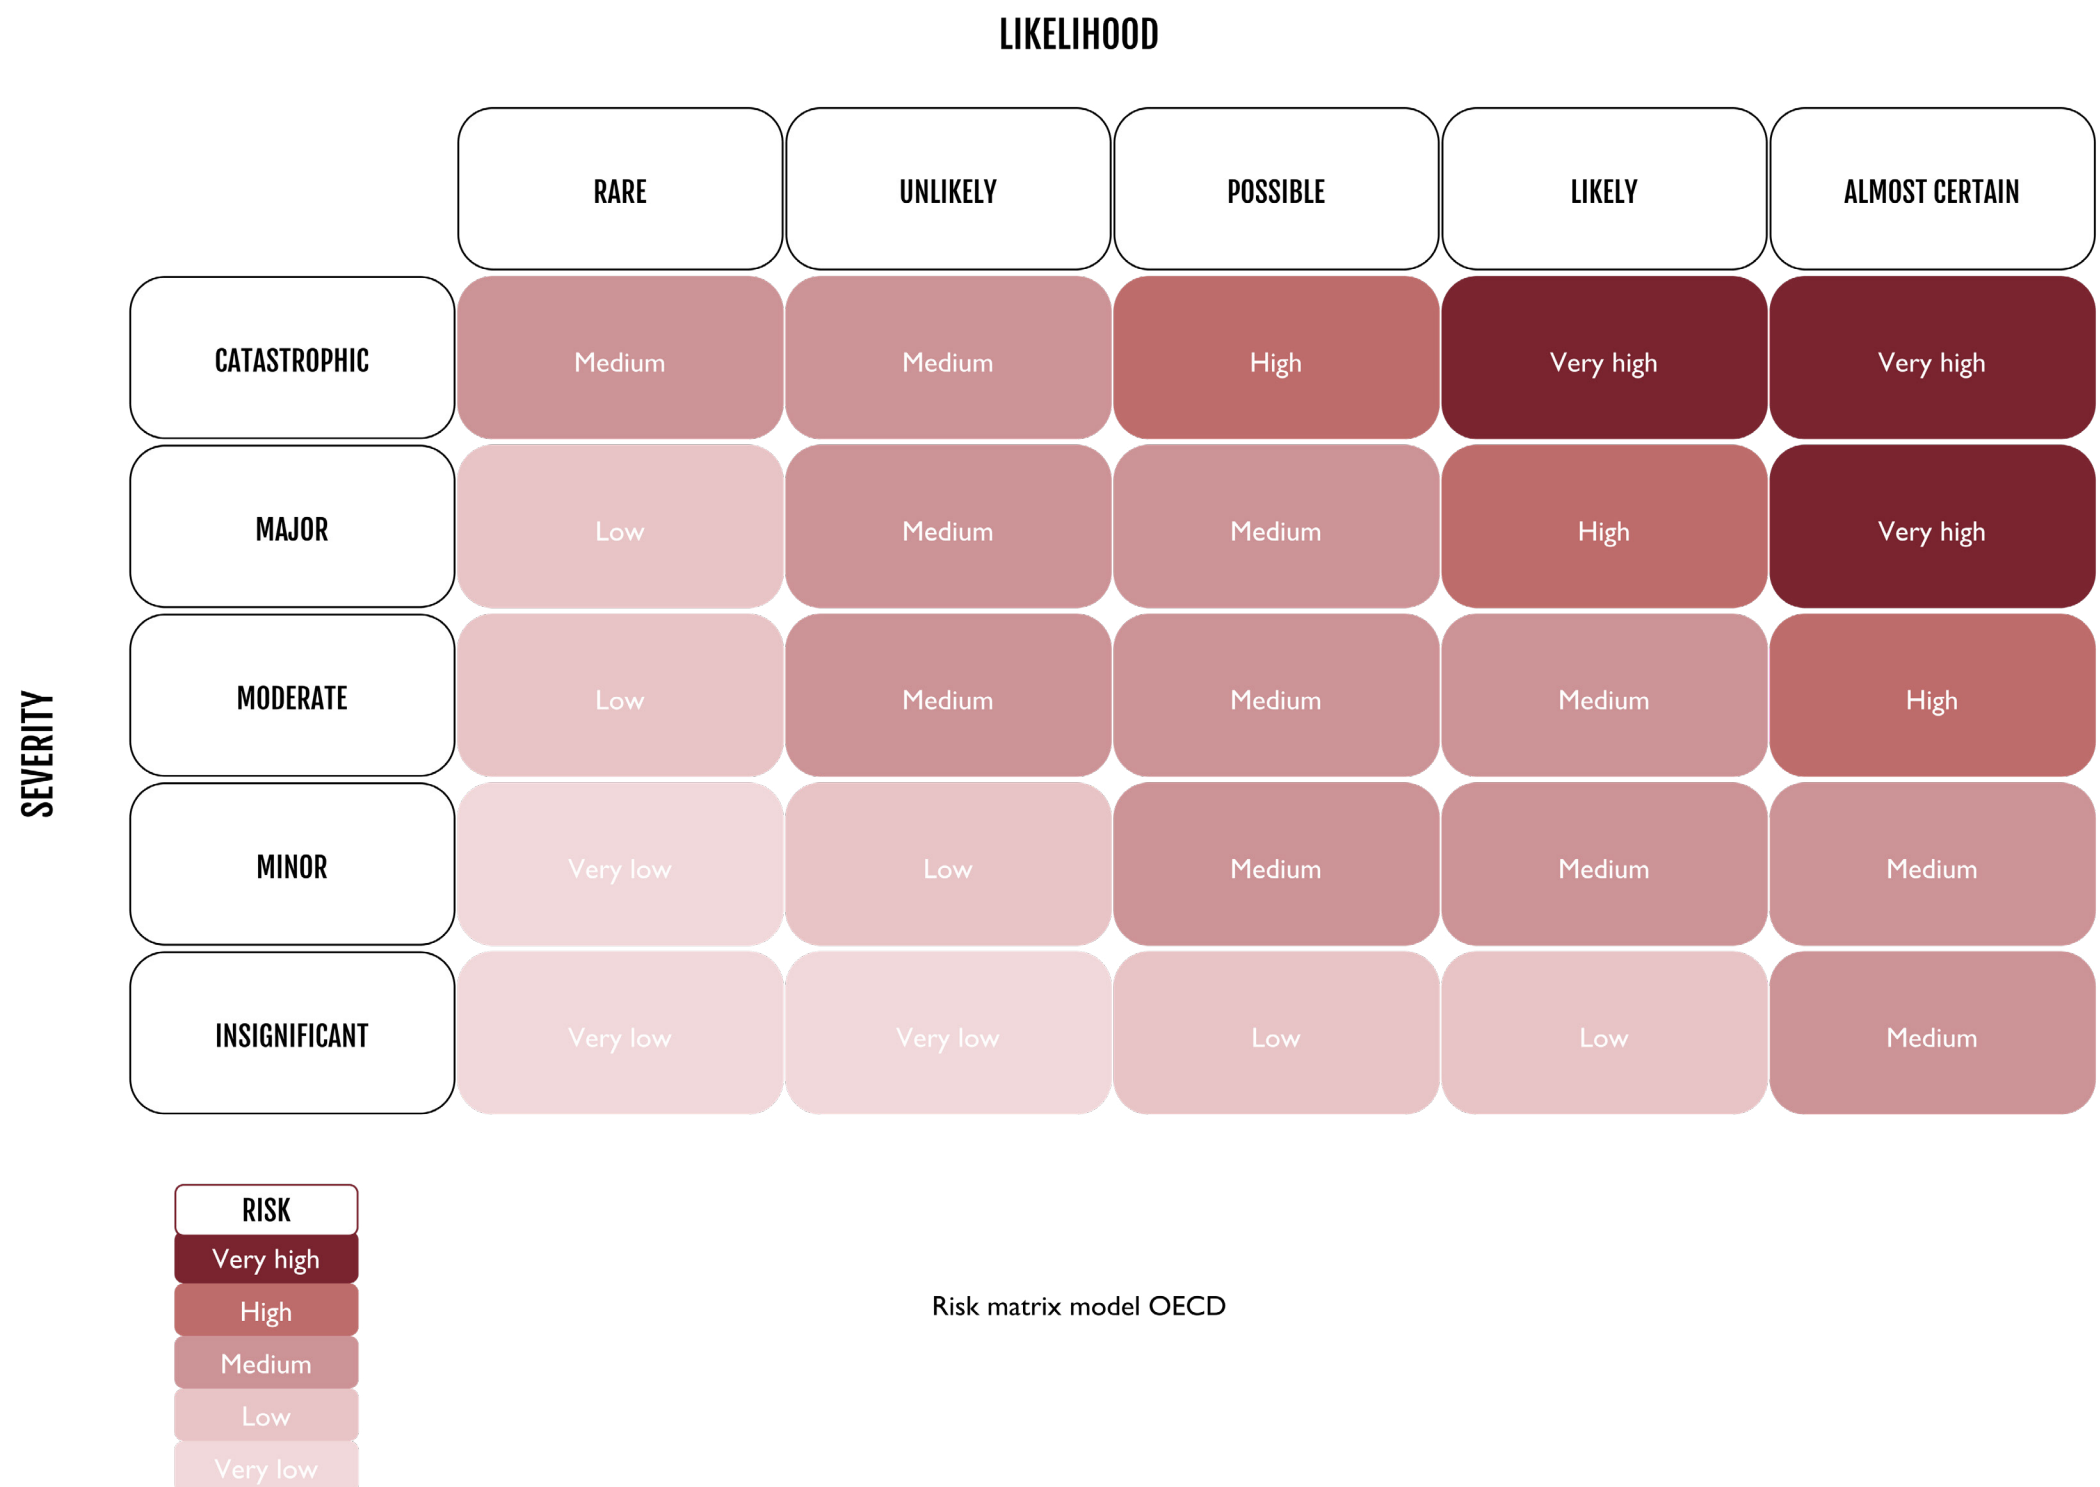 LIKELIHOOD
RARE UNLIKELY POSSIBLE LIKELY ALMOST CERTAIN
CATASTROPHIC Medium Medium High Very high Very high
MAJOR Low Medium Medium High Very high
MODERATE Low Medium Medium Medium High
SEVERITY
MINOR Very low Low Medium Medium Medium
INSIGNIFICANT Very low Very low Low Low Medium
RISK
Very high
High
Risk matrix model OECD
Medium
Low
Very low